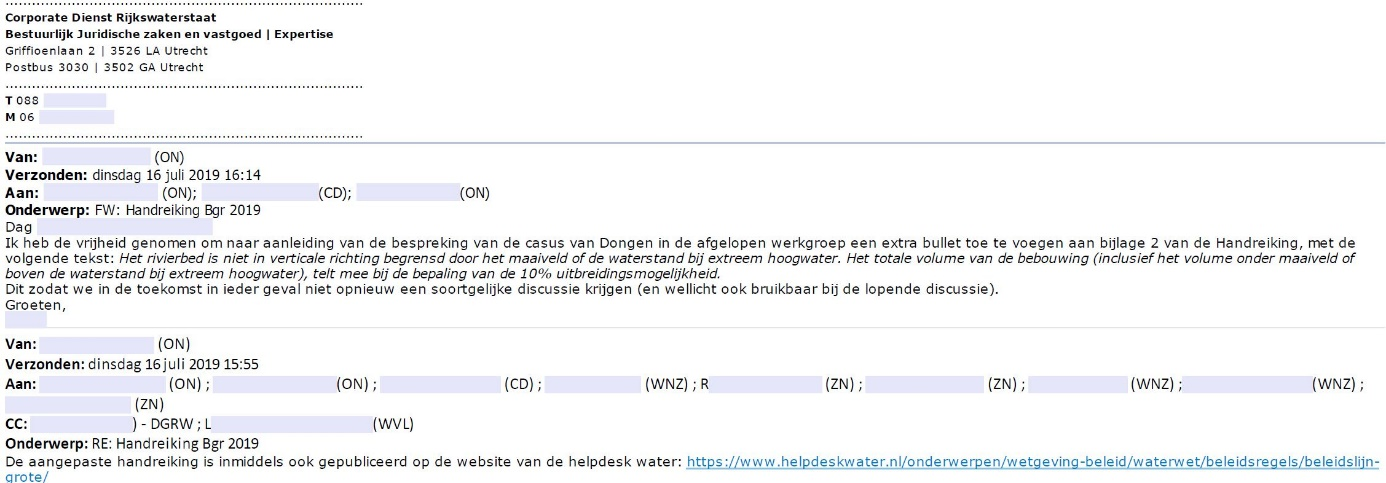 Corporate Dienst Rijkswaterstaat
Bestuurlijk Juridische zaken en vastgoed | Expertise
Griffioenlaan 2 | 3526 LA Utrecht
Postbus 3030 | 3502 GA Utrecht
T 088
M 06
Van: (ON)
Verzonden: dinsdag 16 juli 2019 16:14
Aan: (ON); (CD); (ON)
Onderwerp: FW: Handreiking Bgr 2019
Dag
Ik heb de vrijheid genomen om naar aanleiding van de bespreking van de casus van Dongen in de afgelopen werkgroep een extra bullet toe te voegen aan bijlage 2 van de Handreiking, met de
volgende tekst: Het rivierbed is niet in verticale richting begrensd door het maaiveld of de waterstand bij extreem hoogwater. Het totale volume van de bebouwing (inclusief het volume onder maaiveld of
boven de waterstand bij extreem hoogwater), telt mee bij de bepaling van de 10% uitbreidingsmogelijkheid.
Dit zodat we in de toekomst in ieder geval niet opnieuw een soortgelijke discussie krijgen (en wellicht ook bruikbaar bij de lopende discussie).
Groeten,
Van: (ON)
Verzonden: dinsdag 16 juli 2019 15:55
Aan: (ON) ; (ON) ; (CD) ; (WNZ) ; R (ZN) ; (ZN) ; (WNZ) ; (WNZ) ;
(ZN)
CC: ) - DGRW ; L (WVL)
Onderwerp: RE: Handreiking Bgr 2019
De aangepaste handreiking is inmiddels ook gepubliceerd op de website van de helpdesk water: https://www.helpdeskwater.nl/onderwerpen/wetgeving-beleid/waterwet/beleidsregels/beleidslijn-
grote/